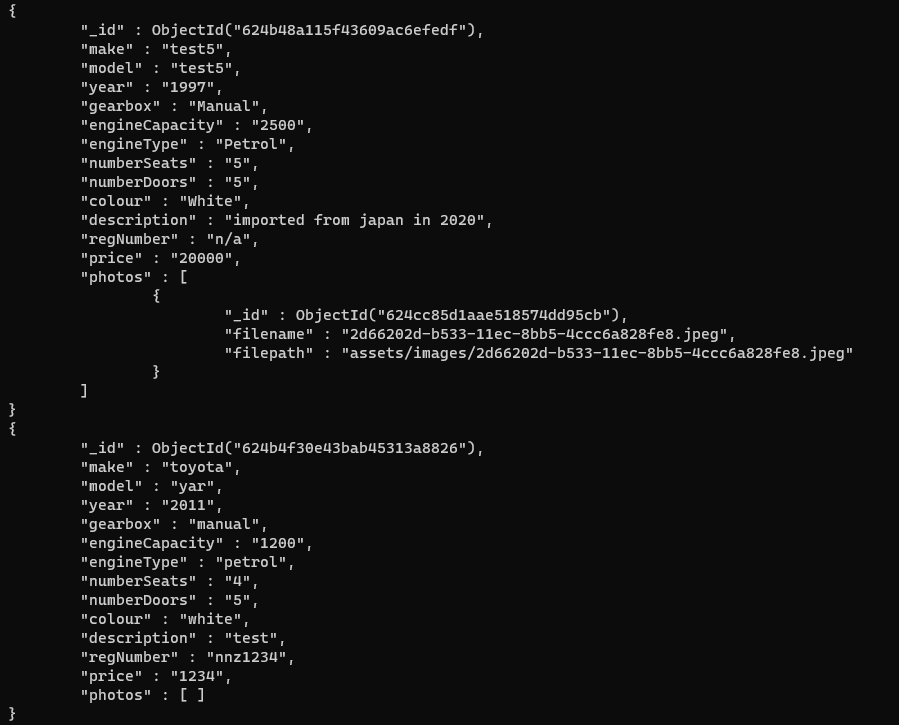 {
"_id" : ObjectId("624b48a115f43609ac6efedf"),
"make" : "test5",
"model" : "test5",
"year" : "1997",
"gearbox" : "Manual",
"engineCapacity" : "2500",
"engineType" : "Petrol",
"numberSeats" : "5",
"numberDoors" : "5",
"colour" : "White",
"description" : "imported from japan in 2020",
"regNumber" : "n/a",
"price" : "20000",
"photos" : [
{
"_id" : ObjectId("624cc85d1aae518574dd95cb"),
"filename" : "2d66202d-b533-11ec-8bb5-4ccc6a828fe8.jpeg",
"filepath" : "assets/images/2d66202d-b533-11ec-8bb5-4ccc6a828fe8.jpeg"
}
]
}
{
"_id" : ObjectId("624b4f30e43bab45313a8826"),
"make" : "toyota",
"model" : "yar",
"year" : "2011",
"gearbox" : "manual",
"engineCapacity" : "1200",
"engineType" : "petrol",
"numberSeats" : "4",
"numberDoors" : "5",
"colour" : "white",
"description" : "test",
"regNumber" : "nnz1234",
"price" : "1234",
"photos" : [ ]
}